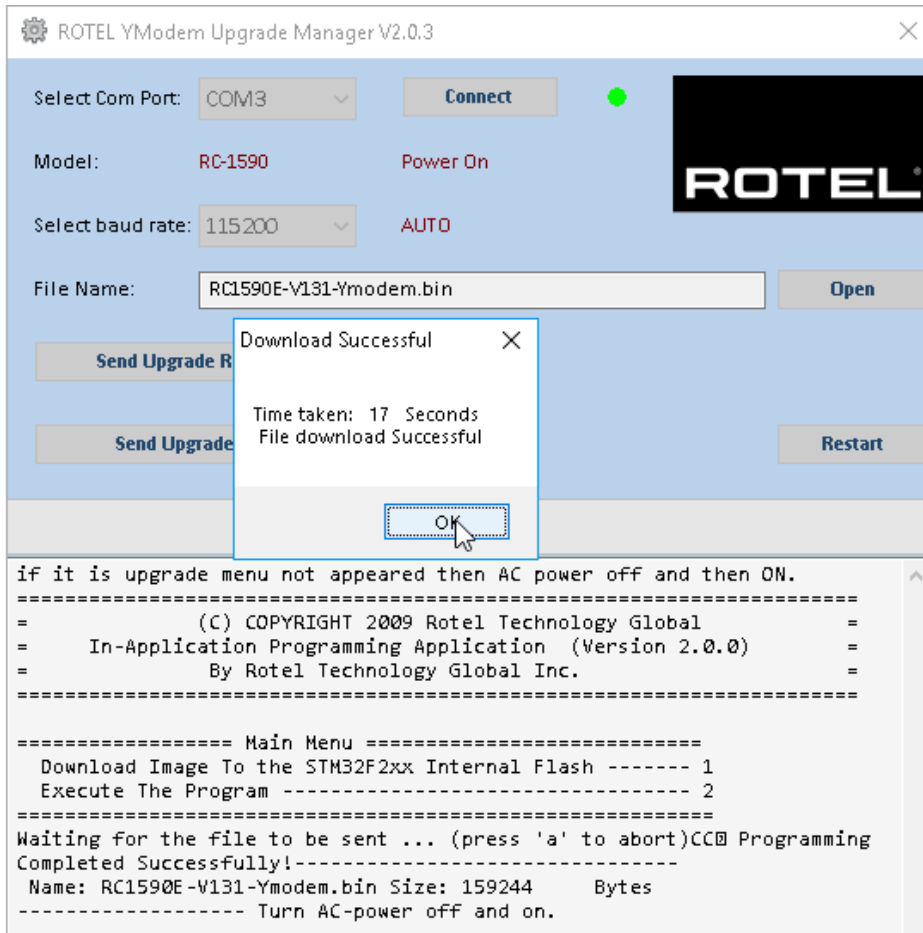 ROTEL YModem Upgrade Manager V2.0.3
Select Com Port: COM3 Connect
ROTEL
Model: RC-1590 Power On
Select baud rate: 115200 AUTO
File Name: RC1590E-V131-Ymodem.bin Open
Download Successful
Send Upgrade R
Time taken: 17 Seconds
File download Successful
Send Upgrade
Restart
OK
if it is upgrade menu not appeared then AC power off and then ON.
======================================================================
= (C) COPYRIGHT 2009 Rotel Technology Global =
= In-Application Programming Application (Version 2.0.0) =
= By Rotel Technology Global Inc. =
======================================================================
================== Main Menu ============================
Download Image To the STM32F2xx Internal Flash ------- 1
Execute The Program ---------------------------------- 2
==========================================================
Waiting for the file to be sent ... (press 'a' to abort)CC⍰ Programming
Completed Successfully!--------------------------------
Name: RC1590E-V131-Ymodem.bin Size: 159244 Bytes
------------------- Turn AC-power off and on.